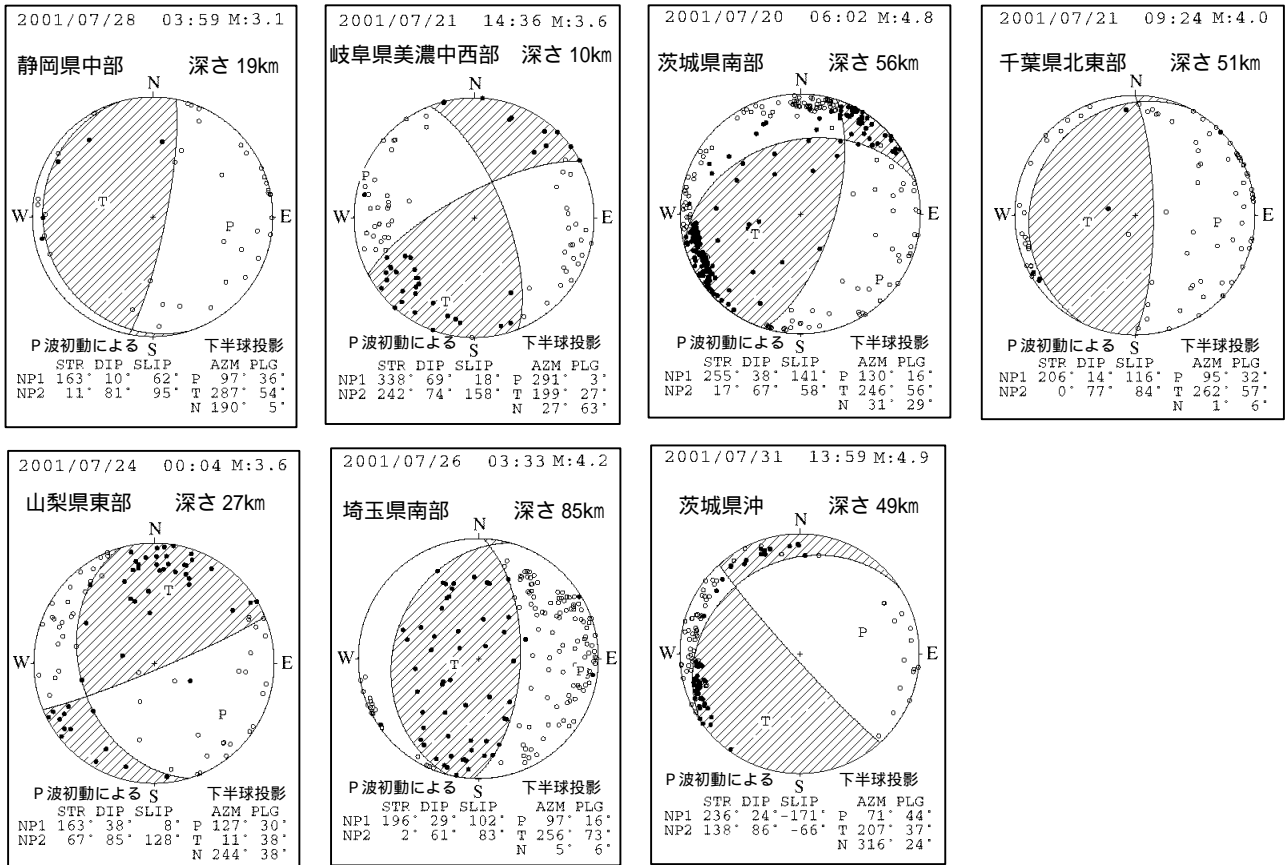 2001/07/28 03:59 M:3.1
静岡県中部 深さ 19km
N
T
P
W
E
S
P波初動による 下半球投影
STR DIP SLIP AZM PLG
NP1 163° 10° 62° P 97° 36°
NP2 11° 81° 95° T 287° 54°
N 190° 5°
2001/07/21 14:36 M:3.6
岐阜県美濃中西部 深さ 10km
N
P
W
E
T
S
P波初動による 下半球投影
STR DIP SLIP AZM PLG
NP1 338° 69° 18° P 291° 3°
NP2 242° 74° 158° T 199° 27°
N 27° 63°
2001/07/20 06:02 M:4.8
茨城県南部 深さ 56km
N
W
E
T
P
S
P波初動による 下半球投影
STR DIP SLIP AZM PLG
NP1 255° 38° 141° P 130° 16°
NP2 17° 67° 58° T 246° 56°
N 31° 29°
2001/07/21 09:24 M:4.0
千葉県北東部 深さ 51km
N
W
E
T
P
S
P波初動による 下半球投影
STR DIP SLIP AZM PLG
NP1 206° 14° 116° P 95° 32°
NP2 0° 77° 84° T 262° 57°
N 1° 6°
2001/07/24 00:04 M:3.6
山梨県東部 深さ 27km
N
T
W
E
P
S
P波初動による 下半球投影
STR DIP SLIP AZM PLG
NP1 163° 38° 8° P 127° 30°
NP2 67° 85° 128° T 11° 38°
N 244° 38°
2001/07/26 03:33 M:4.2
埼玉県南部 深さ 85km
N
W
E
T
P
S
P波初動による 下半球投影
STR DIP SLIP AZM PLG
NP1 196° 29° 102° P 97° 16°
NP2 2° 61° 83° T 256° 73°
N 5° 6°
2001/07/31 13:59 M:4.9
茨城県沖 深さ 49km
N
P
W
E
T
S
P波初動による 下半球投影
STR DIP SLIP AZM PLG
NP1 236° 24° -171° P 71° 44°
NP2 138° 86° -66° T 207° 37°
N 316° 24°